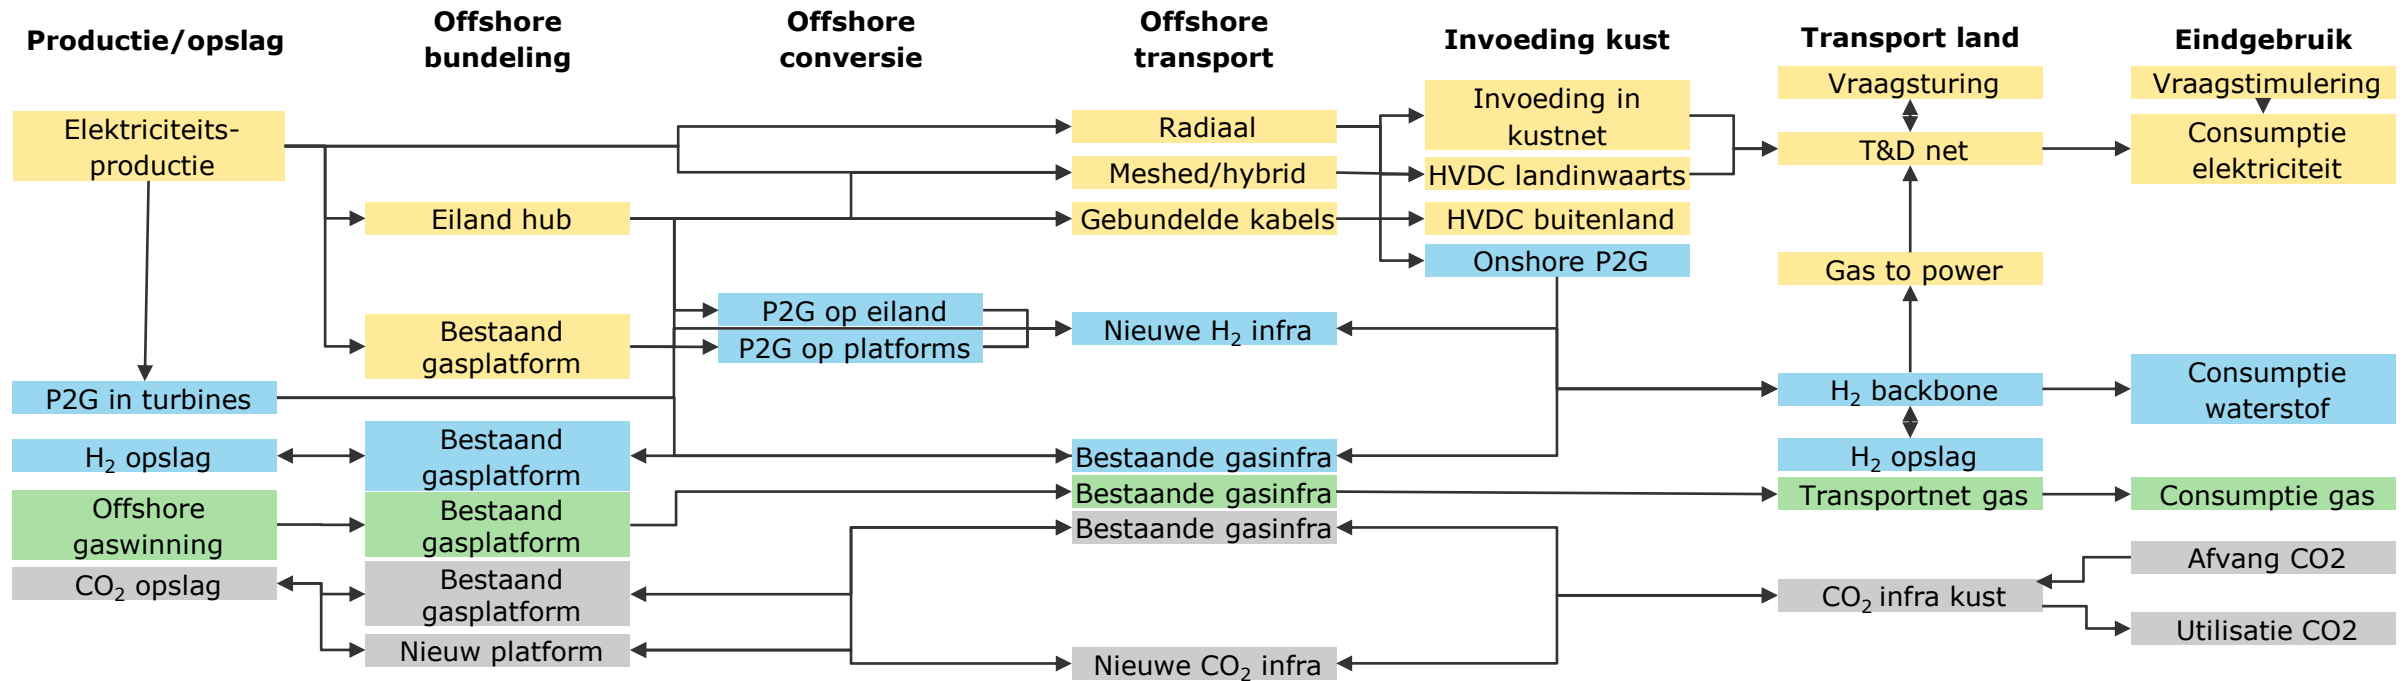 Productie/opslag
Offshore
bundeling
Offshore
conversie
Offshore
transport
Invoeding kust
Transport land
Eindgebruik
Elektriciteits-
productie
P2G in turbines
H₂ opslag
Offshore
gaswinning
CO₂ opslag
Eiland hub
Bestaand
gasplatform
Bestaand
gasplatform
Bestaand
gasplatform
Bestaand
gasplatform
Nieuw platform
P2G op eiland
P2G op platforms
Radiaal
Meshed/hybrid
Gebundelde kabels
Nieuwe H₂ infra
Bestaande gasinfra
Bestaande gasinfra
Bestaande gasinfra
Nieuwe CO₂ infra
Invoeding in
kustnet
HVDC landinwaarts
HVDC buitenland
Onshore P2G
Vraagsturing
T&D net
Gas to power
H₂ backbone
H₂ opslag
Transportnet gas
CO₂ infra kust
Vraagstimulering
Consumptie
elektriciteit
Consumptie
waterstof
Consumptie gas
Afvang CO2
Utilisatie CO2